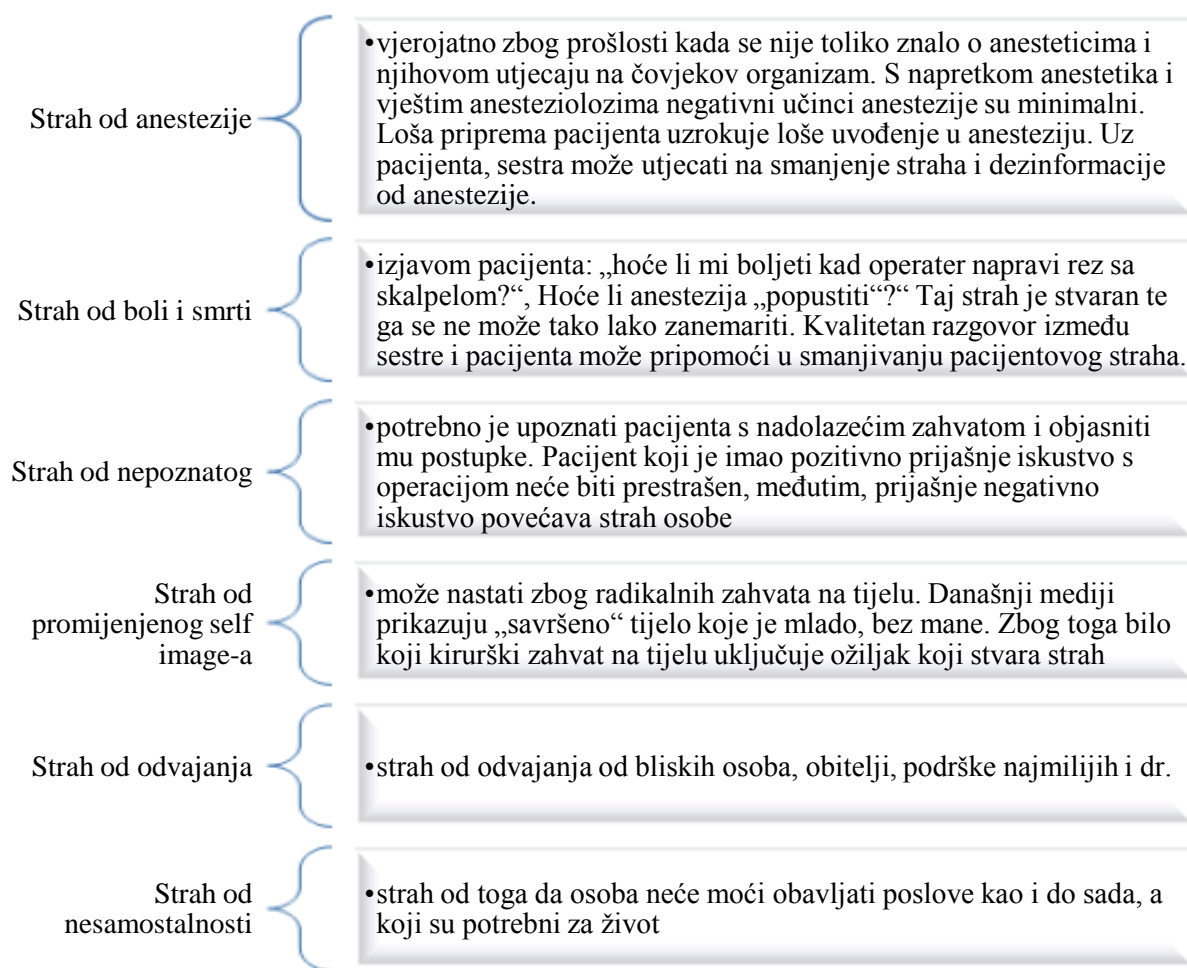 Strah od anestezije
•vjerojatno zbog prošlosti kada se nije toliko znalo o anesteticima i
njihovom utjecaju na čovjekov organizam. S napretkom anestetika i
vještim anesteziolozima negativni učinci anestezije su minimalni.
Loša priprema pacijenta uzrokuje loše uvođenje u anesteziju. Uz
pacijenta, sestra može utjecati na smanjenje straha i dezinformacije
od anestezije.
Strah od boli i smrti
•izjavom pacijenta: „hoće li mi boljeti kad operater napravi rez sa
skalpelom?“, Hoće li anestezija „popustiti“?“ Taj strah je stvaran te
ga se ne može tako lako zanemariti. Kvalitetan razgovor između
sestre i pacijenta može pripomoći u smanjivanju pacijentovog straha.
Strah od nepoznatog
•potrebno je upoznati pacijenta s nadolazećim zahvatom i objasniti
mu postupke. Pacijent koji je imao pozitivno prijašnje iskustvo s
operacijom neće biti prestrašen, međutim, prijašnje negativno
iskustvo povećava strah osobe
Strah od
promijenjenog self
image-a
•može nastati zbog radikalnih zahvata na tijelu. Današnji mediji
prikazuju „savršeno“ tijelo koje je mlado, bez mane. Zbog toga bilo
koji kirurški zahvat na tijelu uključuje ožiljak koji stvara strah
Strah od odvajanja
•strah od odvajanja od bliskih osoba, obitelji, podrške najmilijih i dr.
Strah od
nesamostalnosti
•strah od toga da osoba neće moći obavljati poslove kao i do sada, a
koji su potrebni za život